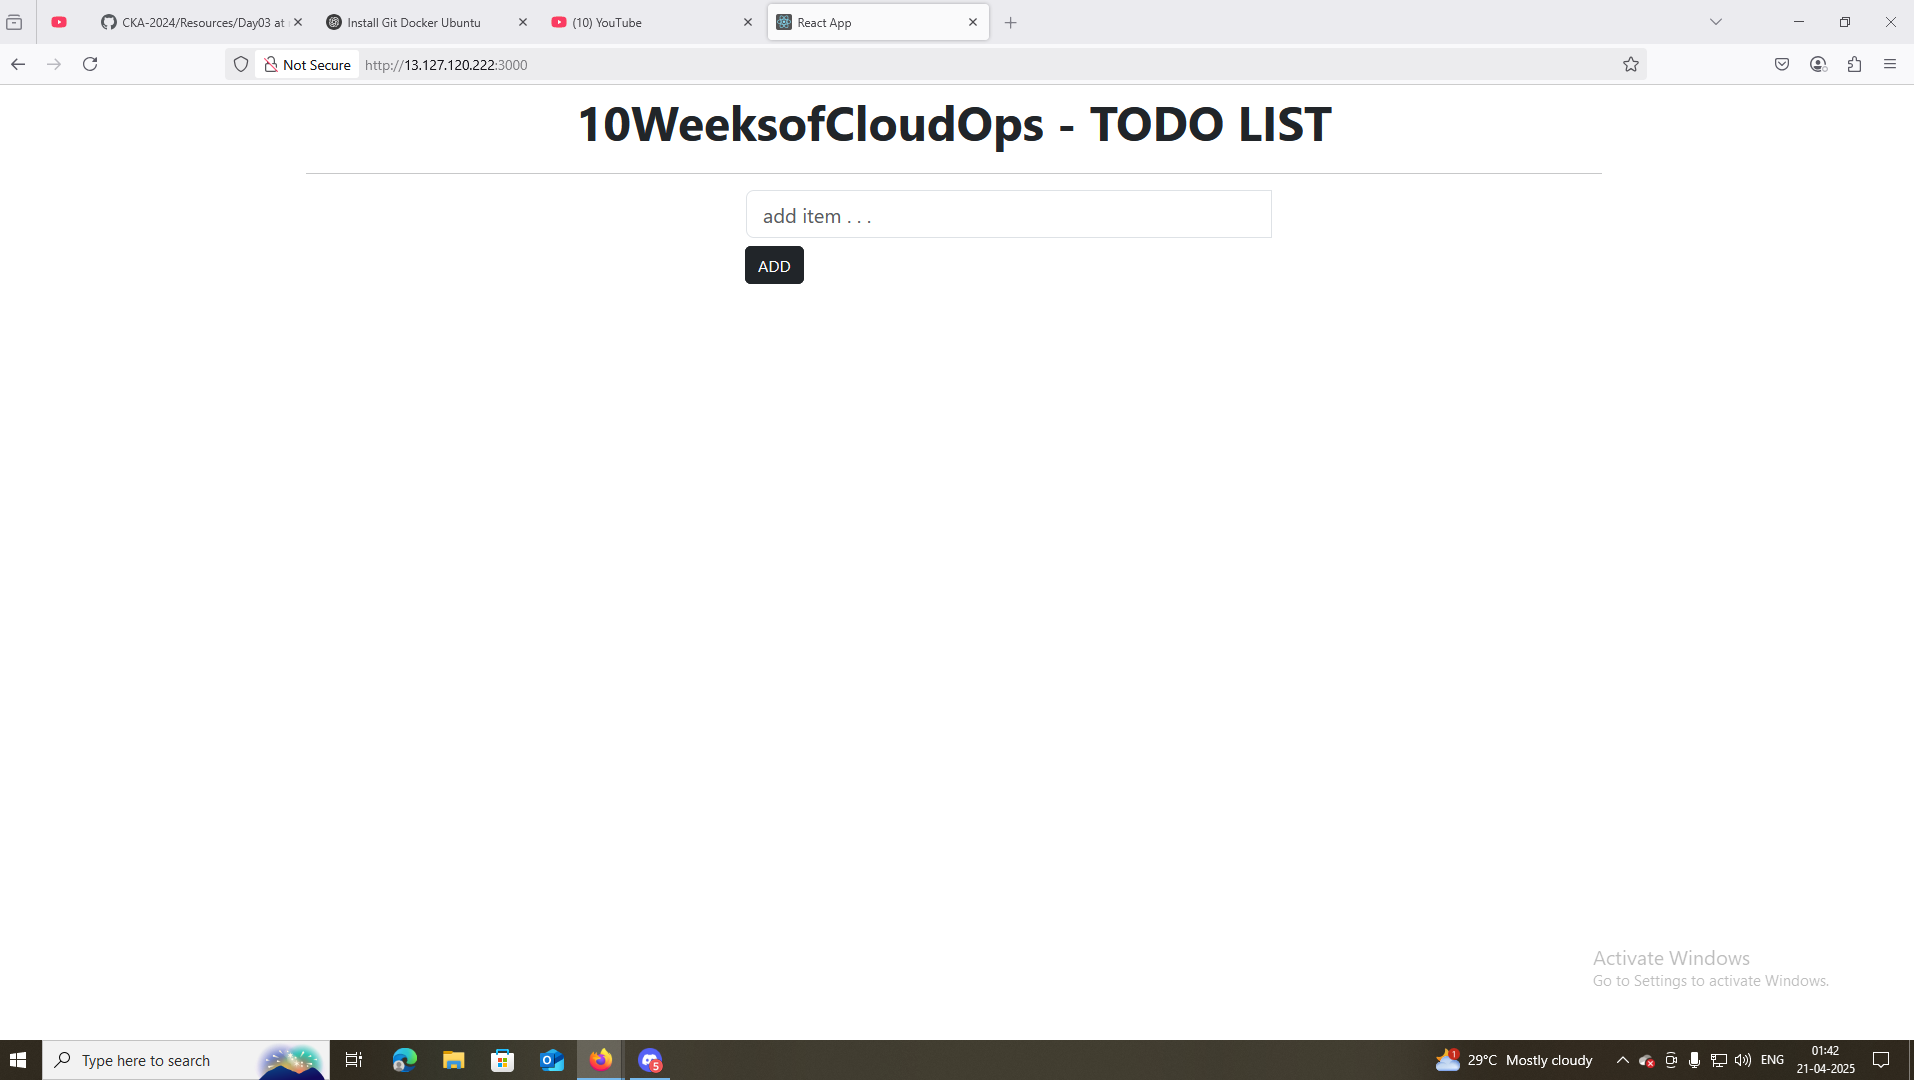 CKA-2024/Resources/Day03 at
Install Git Docker Ubuntu
(10) YouTube
React App
Not Secure
http://13.127.120.222:3000
10WeeksofCloudOps - TODO LIST
add item . . .
ADD
Activate Windows
Go to Settings to activate Windows.
Type here to search
5
1
29°C Mostly cloudy
ENG
01:42
21-04-2025